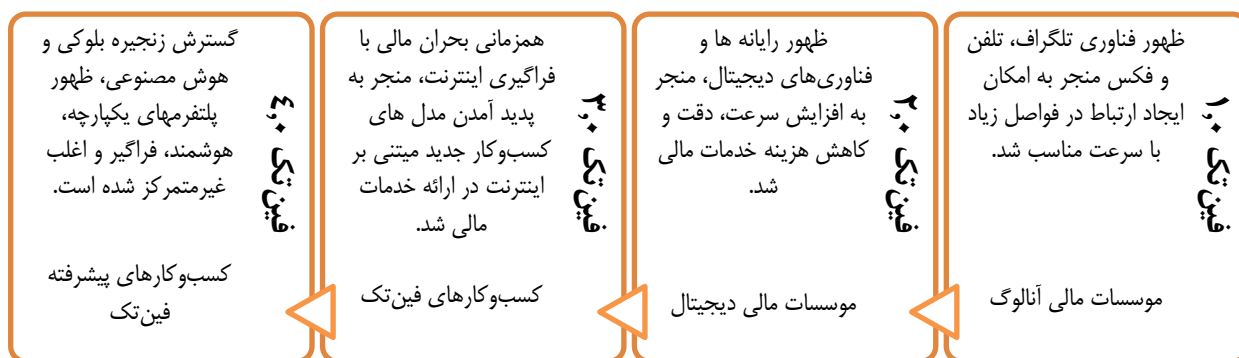 فین‌تک ۱,۰
ظهور فناوری تلگراف، تلفن
و فکس منجر به امکان
ایجاد ارتباط در فواصل زیاد
با سرعت مناسب شد.
موسسات مالی آنالوگ
فین‌تک ۲,۰
ظهور رایانه ها و
فناوری‌های دیجیتال، منجر
به افزایش سرعت، دقت و
کاهش هزینه خدمات مالی
شد.
موسسات مالی دیجیتال
فین‌تک ۳,۰
همزمانی بحران مالی با
فراگیری اینترنت، منجر به
پدید آمدن مدل های
کسب‌وکار جدید مبتنی بر
اینترنت در ارائه خدمات
مالی شد.
کسب‌وکارهای فین‌تک
فین‌تک ٤,۰
گسترش زنجیره بلوکی و
هوش مصنوعی، ظهور
پلتفرمهای یکپارچه،
هوشمند، فراگیر و اغلب
غیرمتمرکز شده است.
کسب‌وکارهای پیشرفته
فین‌تک